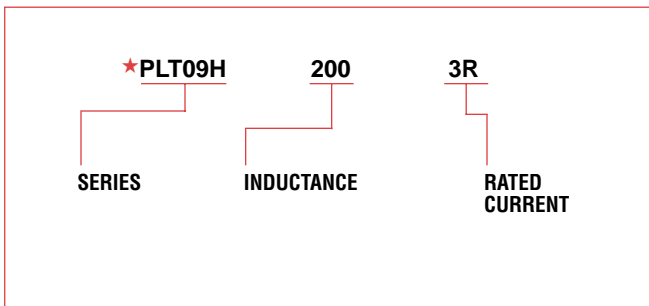 ★PLT09H 200 3R
SERIES INDUCTANCE RATED CURRENT